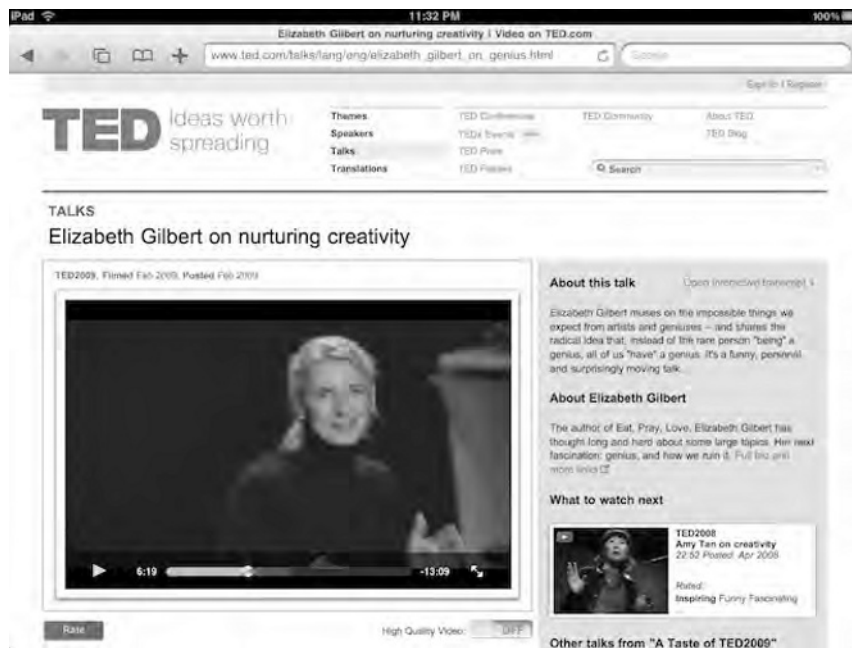 iPad 11:32 PM 100%
Elizabeth Gilbert on nurturing creativity | Video on TED.com
www.ted.com/talks/lang/eng/elizabeth_gilbert_on_genius.html Google
Sign In | Register
TED Ideas worth spreading
Themes
Speakers
Talks
Translations
TED Conferences
TEDx Events
TED Prize
TED Fellows
TED Community
About TED
TED Blog
Search
TALKS
Elizabeth Gilbert on nurturing creativity
TED2009, Filmed Feb 2009, Posted Feb 2009
6:19 -13:09
Rate
High Quality Video: OFF
About this talk Open interactive transcript
Elizabeth Gilbert muses on the impossible things we
expect from artists and geniuses -- and shares the
radical idea that, instead of the rare person "being" a
genius, all of us "have" a genius. It's a funny, personal
and surprisingly moving talk.
About Elizabeth Gilbert
The author of Eat, Pray, Love, Elizabeth Gilbert has
thought long and hard about some large topics. Her next
fascination: genius, and how we ruin it. Full bio and
more links
What to watch next
TED2008
Amy Tan on creativity
22:52 Posted: Apr 2008
Rated:
Inspiring Funny Fascinating
Other talks from "A Taste of TED2009"